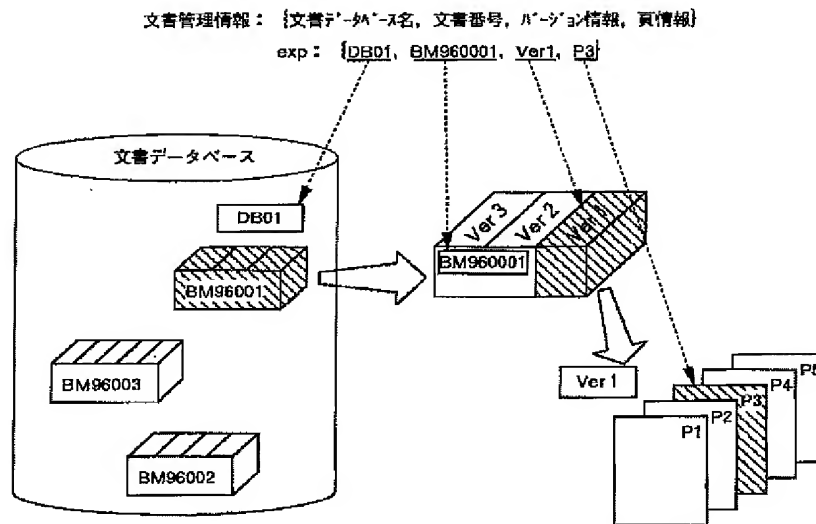 文書管理情報： {文書データベース名，文書番号，バージョン情報，頁情報}
exp： {DB01，BM960001，Ver1，P3}
文書データベース
DB01
Ver 3
Ver 2
Ver 1
BM960001
BM96001
BM96003
BM96002
Ver 1
P5
P4
P3
P2
P1